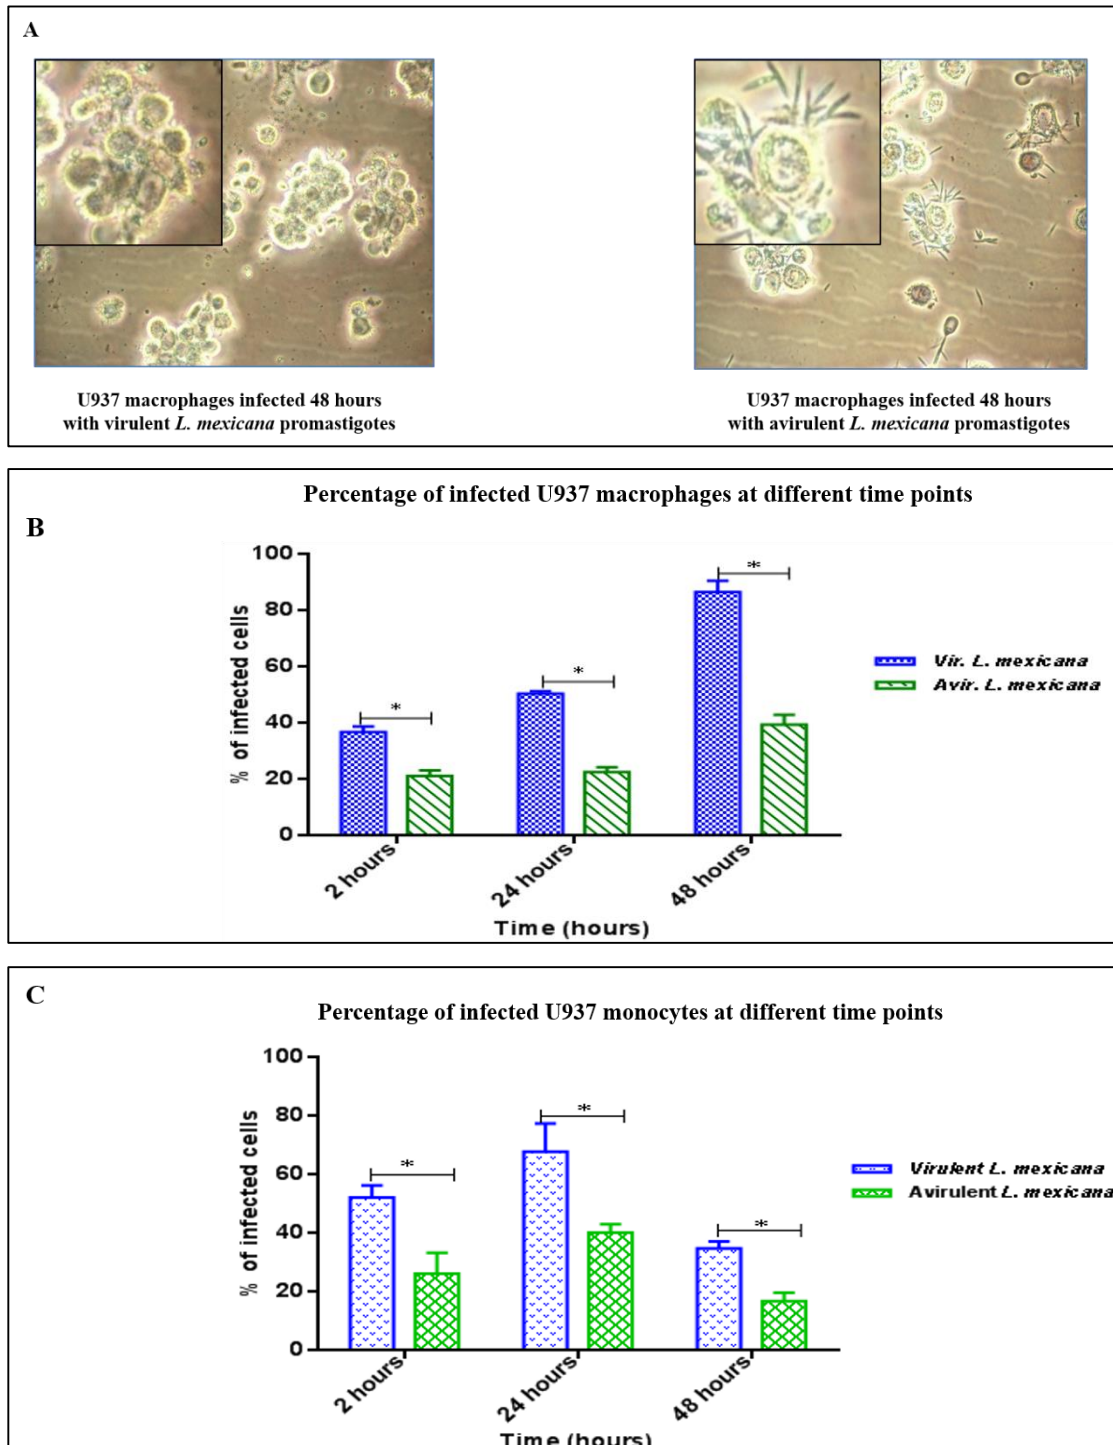 A
U937 macrophages infected 48 hours
with virulent L. mexicana promastigotes
U937 macrophages infected 48 hours
with avirulent L. mexicana promastigotes
Percentage of infected U937 macrophages at different time points
B
% of infected cells
100
80
60
40
20
0
*
*
*
Vir. L. mexicana
Avir. L. mexicana
2 hours
24 hours
48 hours
Time (hours)
C
Percentage of infected U937 monocytes at different time points
% of infected cells
100
80
60
40
20
0
*
*
*
Virulent L. mexicana
Avirulent L. mexicana
2 hours
24 hours
48 hours
Time (hours)